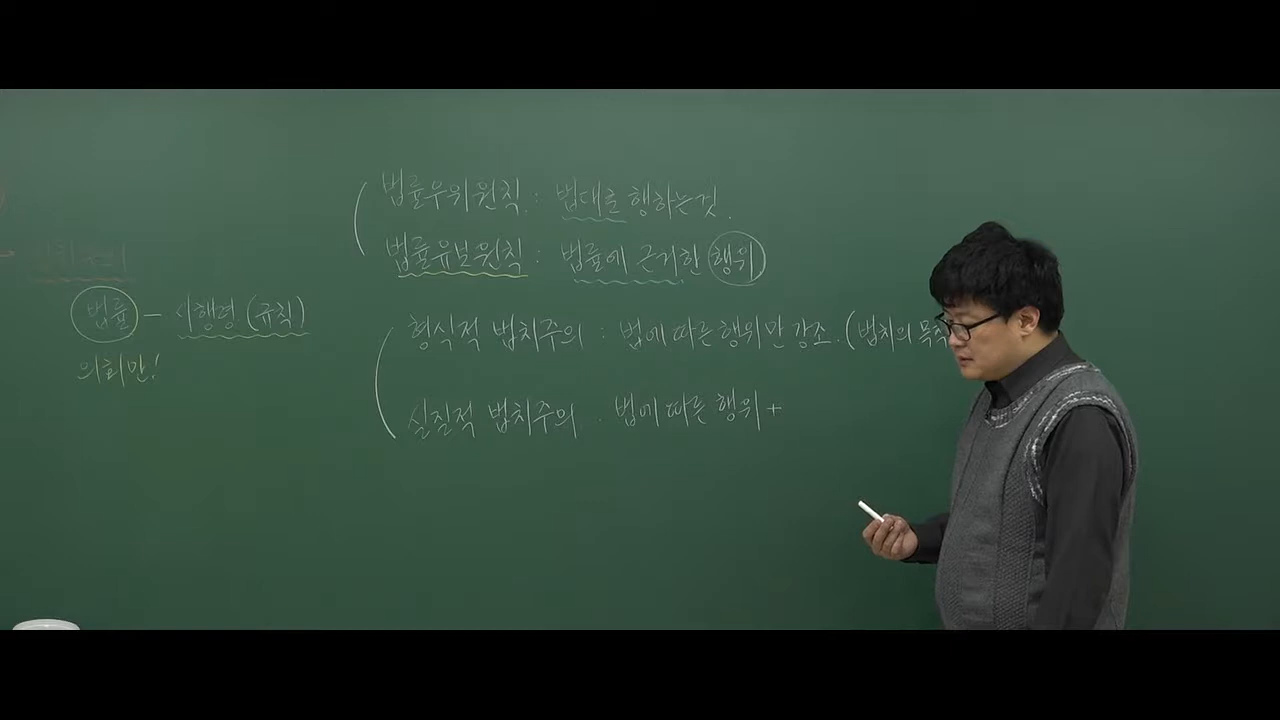 법률우위원칙 : 법대로 행하는것.
법률유보원칙 : 법률에 근거한 행위
법률 - 시행령 (규칙)
의회만!
형식적 법치주의 : 법에 따른 행위만 강조. (법치의 목적
실질적 법치주의 . 법에 따른 행위 +